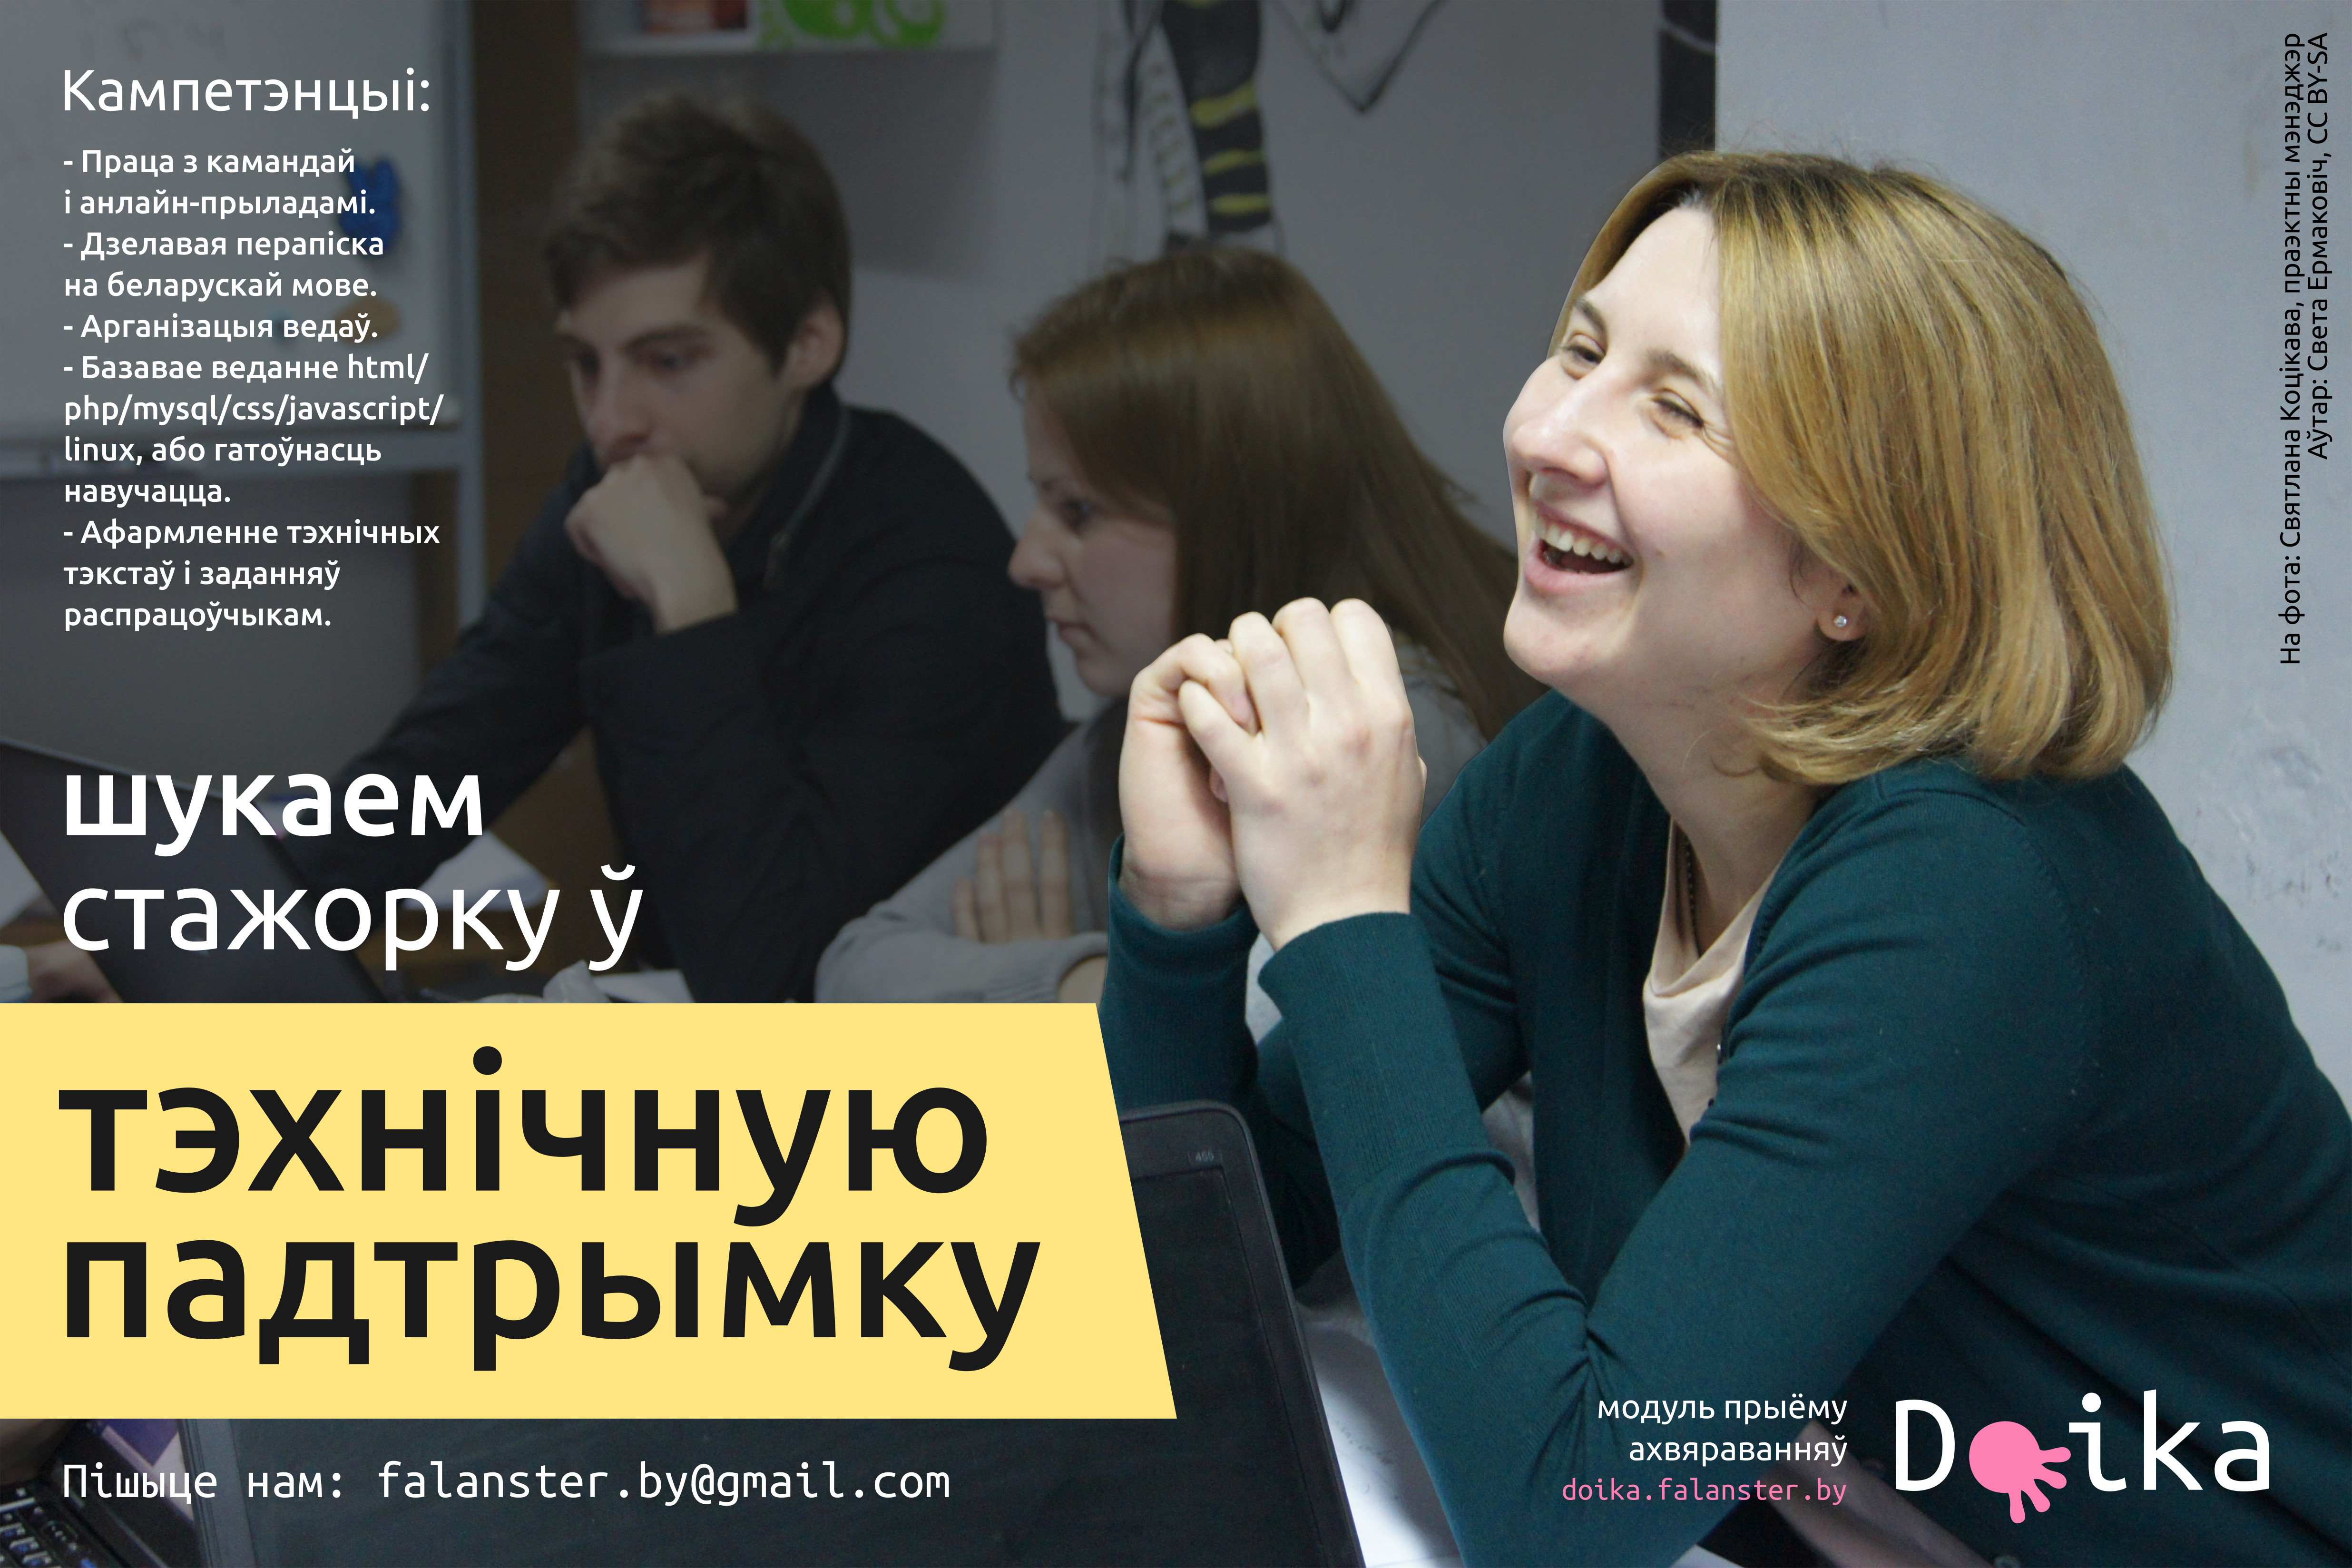 Кампетэнцыі:
- Праца з камандай
і анлайн-прыладамі.
- Дзелавая перапіска
на беларускай мове.
- Арганізацыя ведаў.
- Базавае веданне html/
php/mysql/css/javascript/
linux, або гатоўнасць
навучацца.
- Афармленне тэхнічных
тэкстаў і заданняў
распрацоўчыкам.
шукаем
стажорку ў
тэхнічную
падтрымку
Пішыце нам: falanster.by@gmail.com
модуль прыёму
ахвяраванняў
doika.falanster.by
Doika
На фота: Святлана Коцікава, праэктны мэнэджэр
Аўтар: Света Ермаковіч, CC BY-SA
465